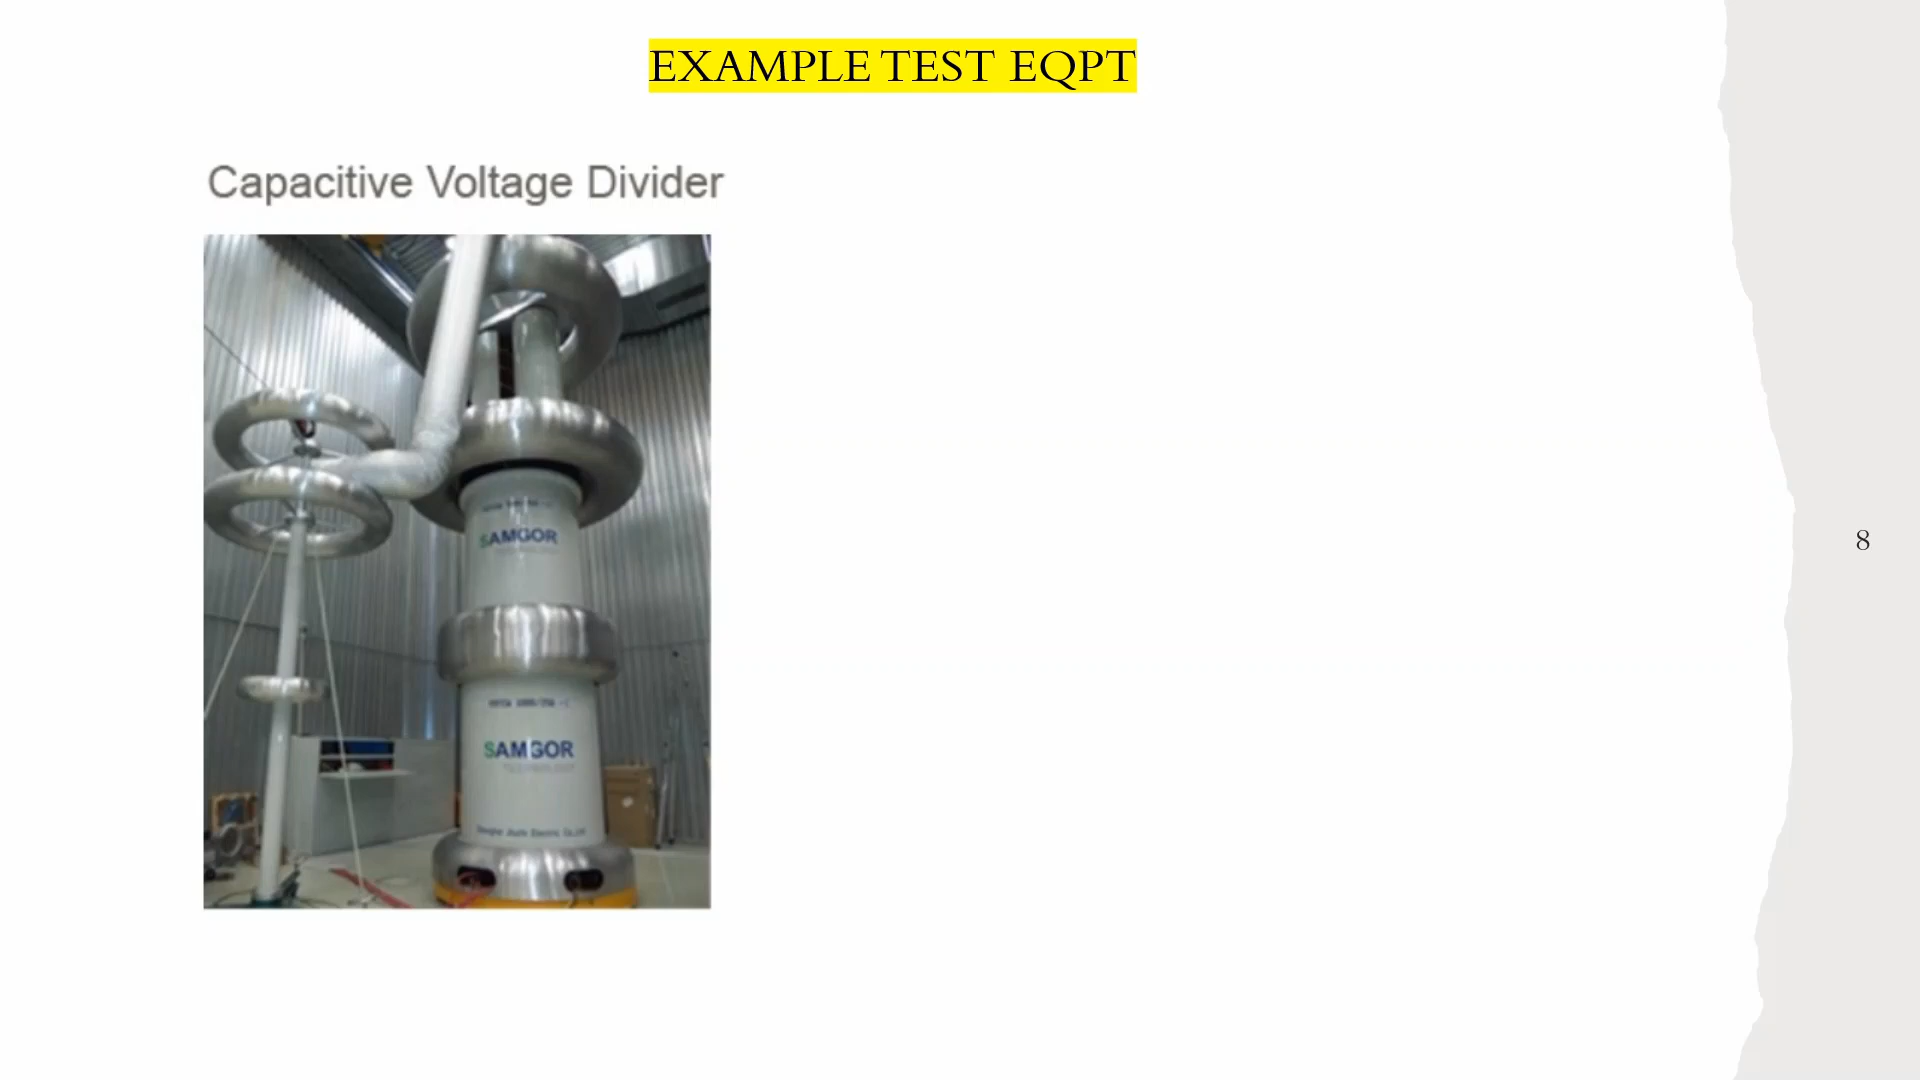 EXAMPLE TEST EQPT
Capacitive Voltage Divider
SAMGOR
SAMGOR
8